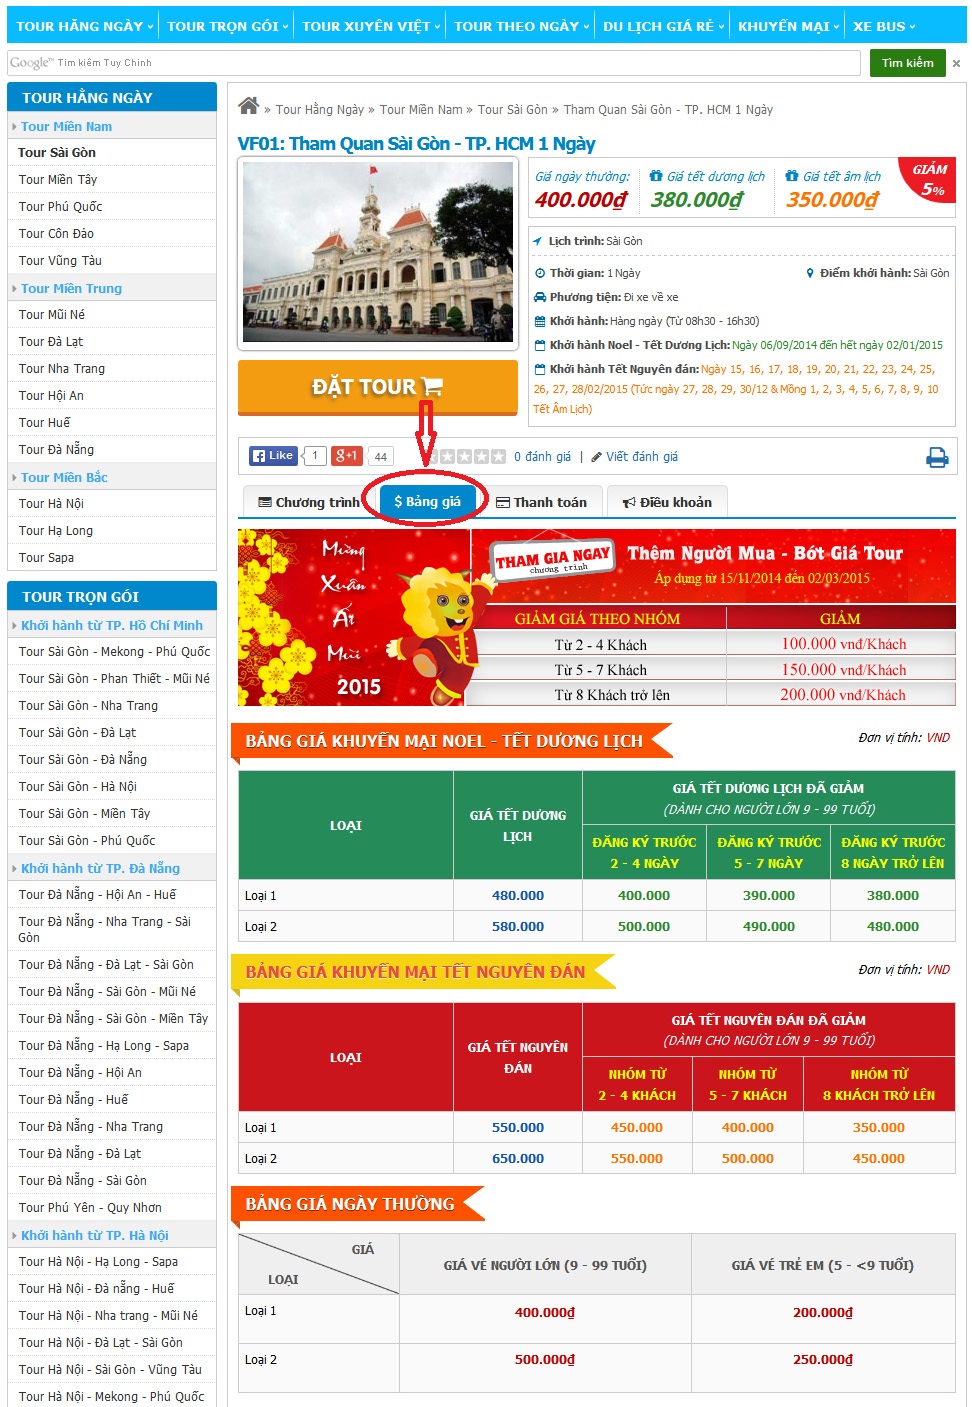 TOUR HẰNG NGÀY
TOUR TRỌN GÓI
TOUR XUYÊN VIỆT
TOUR THEO NGÀY
DU LỊCH GIÁ RẺ
KHUYẾN MẠI
XE BUS
Google™ Tìm kiếm Tùy Chỉnh
Tìm kiếm
×
TOUR HẰNG NGÀY
Tour Miền Nam
Tour Sài Gòn
Tour Miền Tây
Tour Phú Quốc
Tour Côn Đảo
Tour Vũng Tàu
Tour Miền Trung
Tour Mũi Né
Tour Đà Lạt
Tour Nha Trang
Tour Hội An
Tour Huế
Tour Đà Nẵng
Tour Miền Bắc
Tour Hà Nội
Tour Hạ Long
Tour Sapa
TOUR TRỌN GÓI
Khởi hành từ TP. Hồ Chí Minh
Tour Sài Gòn - Mekong - Phú Quốc
Tour Sài Gòn - Phan Thiết - Mũi Né
Tour Sài Gòn - Nha Trang
Tour Sài Gòn - Đà Lạt
Tour Sài Gòn - Đà Nẵng
Tour Sài Gòn - Hà Nội
Tour Sài Gòn - Miền Tây
Tour Sài Gòn - Phú Quốc
Khởi hành từ TP. Đà Nẵng
Tour Đà Nẵng - Hội An - Huế
Tour Đà Nẵng - Nha Trang - Sài
Gòn
Tour Đà Nẵng - Đà Lạt - Sài Gòn
Tour Đà Nẵng - Sài Gòn - Mũi Né
Tour Đà Nẵng - Sài Gòn - Miền Tây
Tour Đà Nẵng - Hạ Long - Sapa
Tour Đà Nẵng - Hội An
Tour Đà Nẵng - Huế
Tour Đà Nẵng - Nha Trang
Tour Đà Nẵng - Đà Lạt
Tour Đà Nẵng - Sài Gòn
Tour Phú Yên - Quy Nhơn
Khởi hành từ TP. Hà Nội
Tour Hà Nội - Hạ Long - Sapa
Tour Hà Nội - Đà nẵng - Huế
Tour Hà Nội - Nha trang - Mũi Né
Tour Hà Nội - Đà Lạt - Sài Gòn
Tour Hà Nội - Sài Gòn - Vũng Tàu
Tour Hà Nội - Mekong - Phú Quốc
» Tour Hằng Ngày » Tour Miền Nam » Tour Sài Gòn » Tham Quan Sài Gòn - TP. HCM 1 Ngày
VF01: Tham Quan Sài Gòn - TP. HCM 1 Ngày
Giá ngày thường:
400.000₫
Giá tết dương lịch
380.000₫
Giá tết âm lịch
350.000₫
GIẢM
5%
Lịch trình: Sài Gòn
Thời gian: 1 Ngày
Điểm khởi hành: Sài Gòn
Phương tiện: Đi xe về xe
Khởi hành: Hàng ngày (Từ 08h30 - 16h30)
Khởi hành Noel - Tết Dương Lịch: Ngày 06/09/2014 đến hết ngày 02/01/2015
Khởi hành Tết Nguyên đán: Ngày 15, 16, 17, 18, 19, 20, 21, 22, 23, 24, 25,
26, 27, 28/02/2015 (Tức ngày 27, 28, 29, 30/12 & Mồng 1, 2, 3, 4, 5, 6, 7, 8, 9, 10
Tết Âm Lịch)
ĐẶT TOUR
Like
1
g+1
44
0 đánh giá | Viết đánh giá
Chương trình
$ Bảng giá
Thanh toán
Điều khoản
Mừng
Xuân
Ất
Mùi
2015
THAM GIA NGAY
chương trình
Thêm Người Mua - Bớt Giá Tour
Áp dụng từ 15/11/2014 đến 02/03/2015
GIẢM GIÁ THEO NHÓM
GIẢM
Từ 2 - 4 Khách
100.000 vnđ/Khách
Từ 5 - 7 Khách
150.000 vnđ/Khách
Từ 8 Khách trở lên
200.000 vnđ/Khách
BẢNG GIÁ KHUYẾN MẠI NOEL - TẾT DƯƠNG LỊCH
Đơn vị tính: VND
LOẠI
GIÁ TẾT DƯƠNG
LỊCH
GIÁ TẾT DƯƠNG LỊCH ĐÃ GIẢM
(DÀNH CHO NGƯỜI LỚN 9 - 99 TUỔI)
ĐĂNG KÝ TRƯỚC
2 - 4 NGÀY
ĐĂNG KÝ TRƯỚC
5 - 7 NGÀY
ĐĂNG KÝ TRƯỚC
8 NGÀY TRỞ LÊN
Loại 1
480.000
400.000
390.000
380.000
Loại 2
580.000
500.000
490.000
480.000
BẢNG GIÁ KHUYẾN MẠI TẾT NGUYÊN ĐÁN
Đơn vị tính: VND
LOẠI
GIÁ TẾT NGUYÊN
ĐÁN
GIÁ TẾT NGUYÊN ĐÁN ĐÃ GIẢM
(DÀNH CHO NGƯỜI LỚN 9 - 99 TUỔI)
NHÓM TỪ
2 - 4 KHÁCH
NHÓM TỪ
5 - 7 KHÁCH
NHÓM TỪ
8 KHÁCH TRỞ LÊN
Loại 1
550.000
450.000
400.000
350.000
Loại 2
650.000
550.000
500.000
450.000
BẢNG GIÁ NGÀY THƯỜNG
GIÁ
LOẠI
GIÁ VÉ NGƯỜI LỚN (9 - 99 TUỔI)
GIÁ VÉ TRẺ EM (5 - <9 TUỔI)
Loại 1
400.000₫
200.000₫
Loại 2
500.000₫
250.000₫